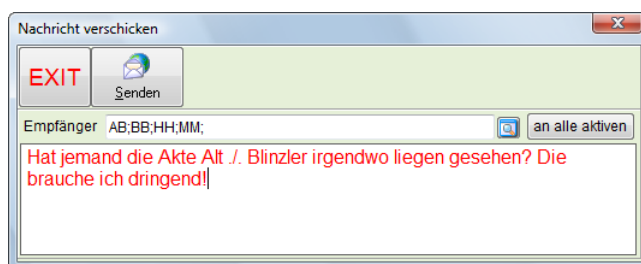 Nachricht verschicken
EXIT
Senden
Empfänger AB;BB;HH;MM; an alle aktiven
Hat jemand die Akte Alt ./. Blinzler irgendwo liegen gesehen? Die
brauche ich dringend!